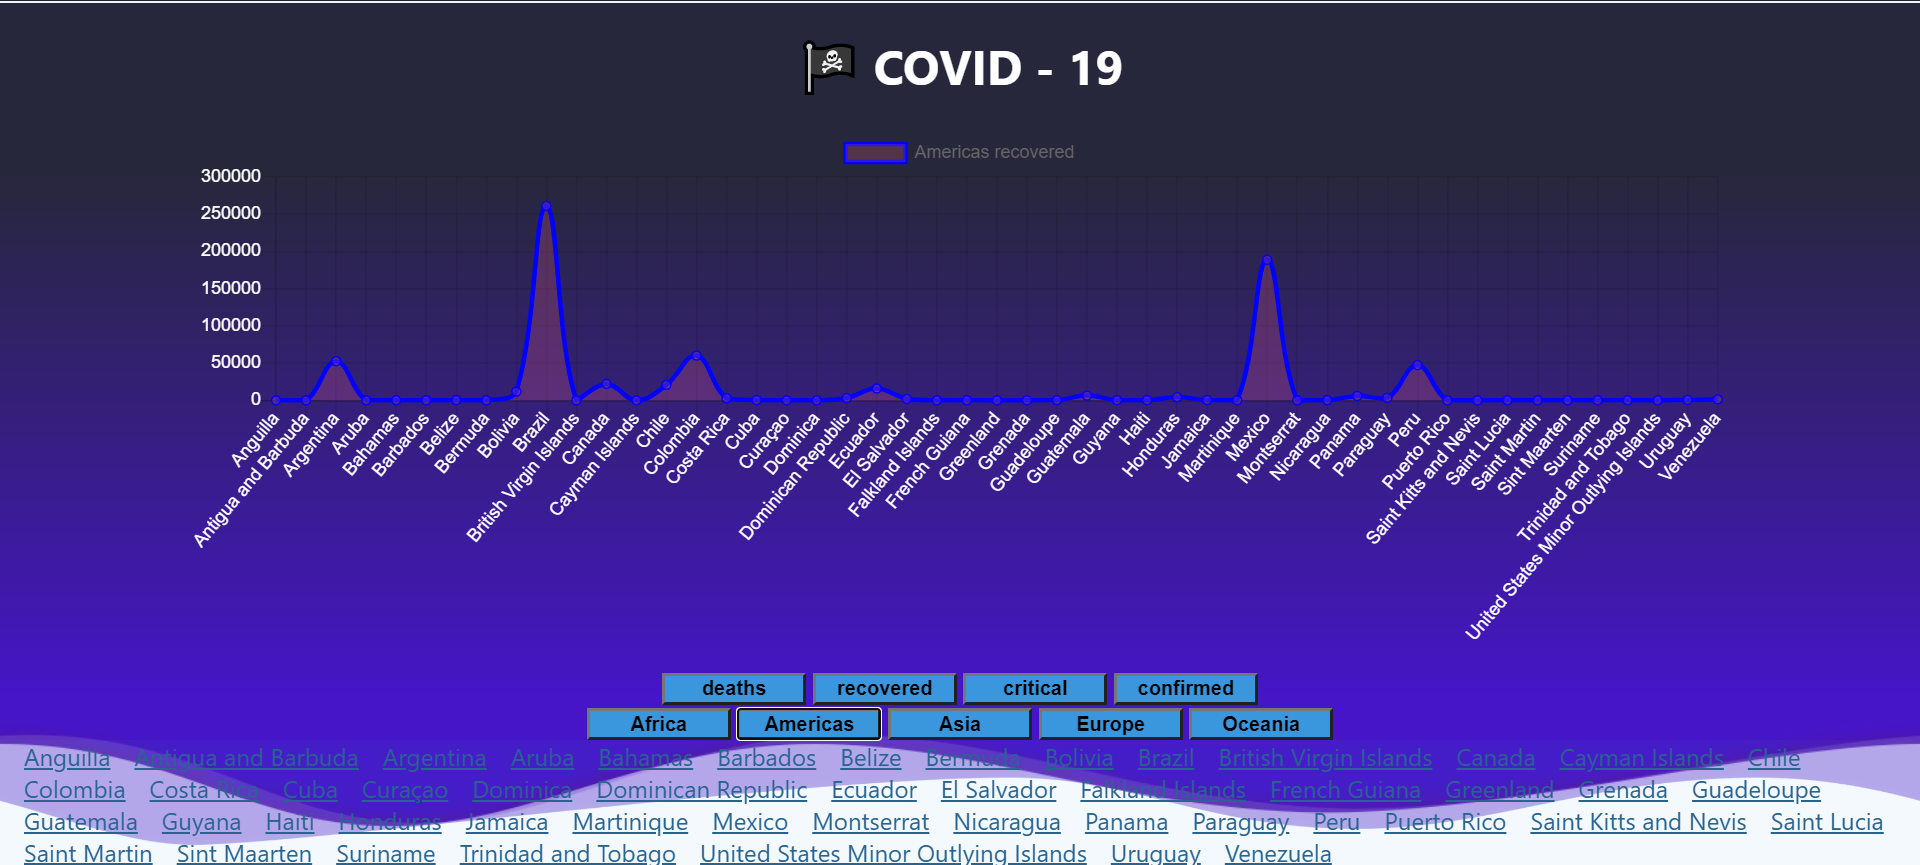 COVID - 19
Americas recovered
300000
250000
200000
150000
100000
50000
0
Anguilla
Antigua and Barbuda
Argentina
Aruba
Bahamas
Barbados
Belize
Bermuda
Bolivia
Brazil
British Virgin Islands
Canada
Cayman Islands
Chile
Colombia
Costa Rica
Cuba
Curaçao
Dominica
Dominican Republic
Ecuador
El Salvador
Falkland Islands
French Guiana
Greenland
Grenada
Guadeloupe
Guatemala
Guyana
Haiti
Honduras
Jamaica
Martinique
Mexico
Montserrat
Nicaragua
Panama
Paraguay
Peru
Puerto Rico
Saint Kitts and Nevis
Saint Lucia
Saint Martin
Sint Maarten
Suriname
Trinidad and Tobago
United States Minor Outlying Islands
Uruguay
Venezuela
deaths recovered critical confirmed
Africa Americas Asia Europe Oceania
Anguilla Antigua and Barbuda Argentina Aruba Bahamas Barbados Belize Bermuda Bolivia Brazil British Virgin Islands Canada Cayman Islands Chile
Colombia Costa Rica Cuba Curaçao Dominica Dominican Republic Ecuador El Salvador Falkland Islands French Guiana Greenland Grenada Guadeloupe
Guatemala Guyana Haiti Honduras Jamaica Martinique Mexico Montserrat Nicaragua Panama Paraguay Peru Puerto Rico Saint Kitts and Nevis Saint Lucia
Saint Martin Sint Maarten Suriname Trinidad and Tobago United States Minor Outlying Islands Uruguay Venezuela